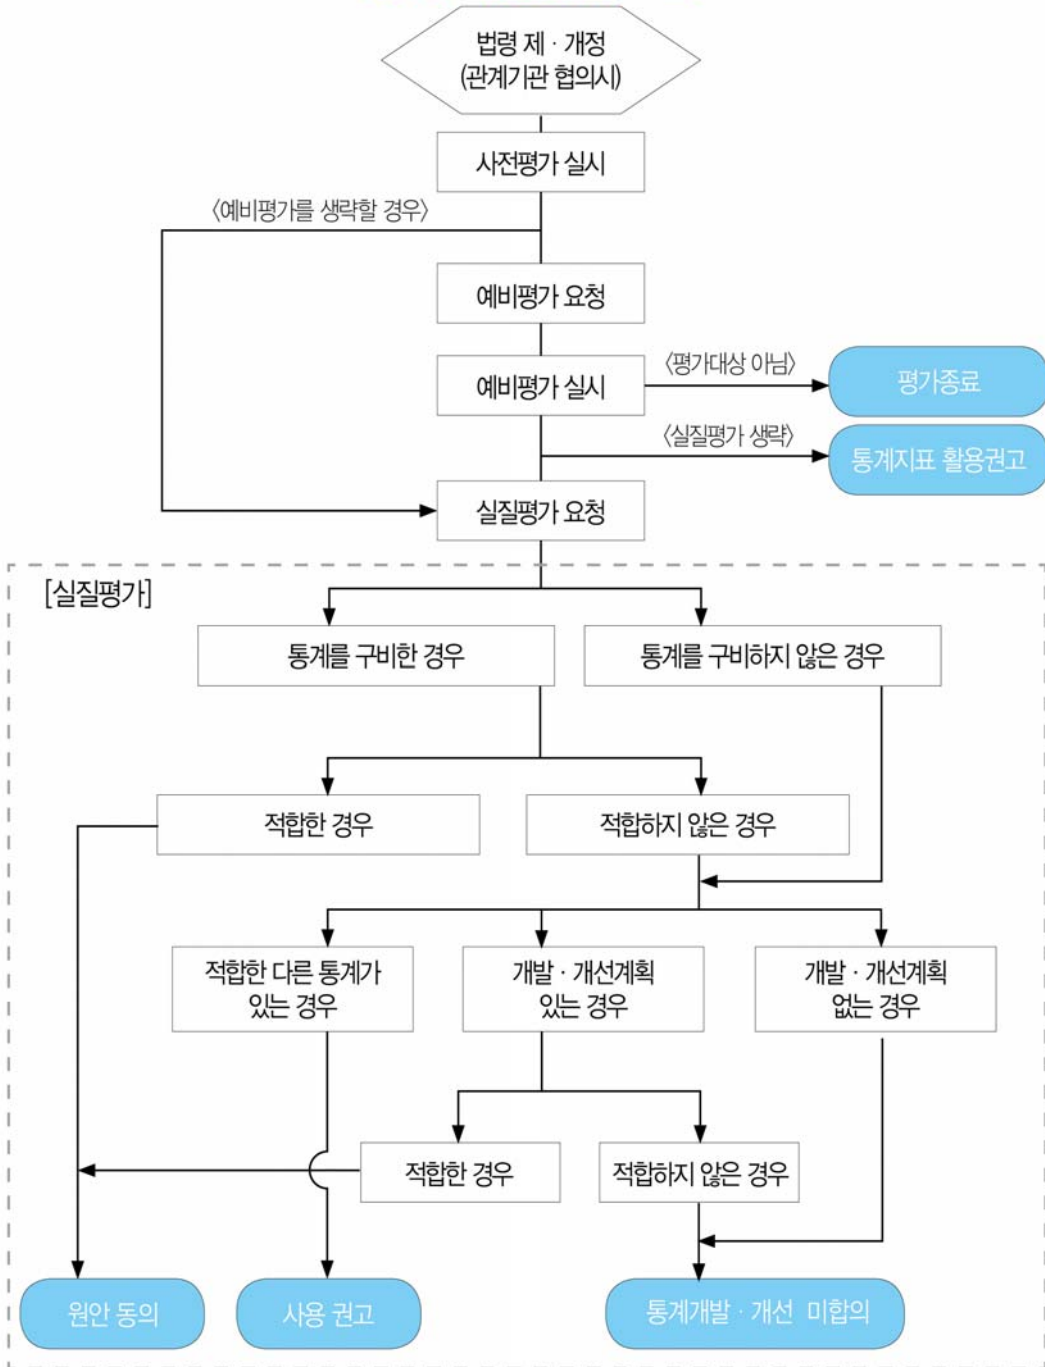 법령 제 · 개정
(관계기관 협의시)
사전평가 실시
〈예비평가를 생략할 경우〉
예비평가 요청
예비평가 실시
〈평가대상 아님〉
평가종료
〈실질평가 생략〉
통계지표 활용권고
실질평가 요청
[실질평가]
통계를 구비한 경우
통계를 구비하지 않은 경우
적합한 경우
적합하지 않은 경우
적합한 다른 통계가
있는 경우
개발 · 개선계획
있는 경우
개발 · 개선계획
없는 경우
적합한 경우
적합하지 않은 경우
원안 동의
사용 권고
통계개발 · 개선 미합의